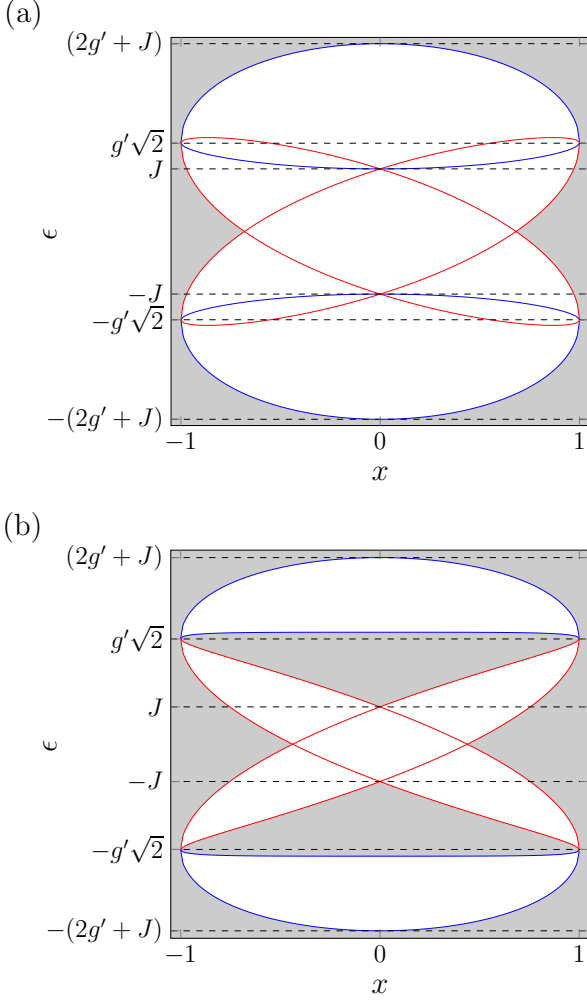 (a)
(2g′ + J)
g′√2
J
ϵ
−J
−g′√2
−(2g′ + J)
−1 0 1
x
(b)
(2g′ + J)
g′√2
J
ϵ
−J
−g′√2
−(2g′ + J)
−1 0 1
x